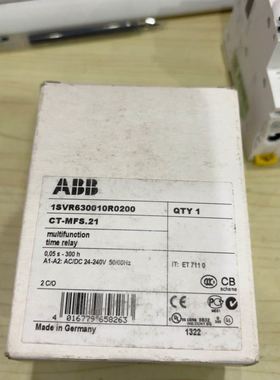 ABB
1SVR630010R0200
QTY 1
CT-MFS.21
multifunction
time relay
0,05 s - 300 h
A1-A2: AC/DC 24-240V 50/60Hz
IT: ET 711 0
2 C/O
CB
scheme
4 016779 658263
Made in Germany
1322